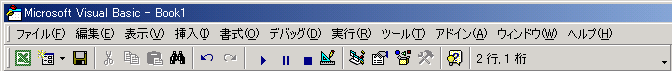 Microsoft Visual Basic - Book1
ファイル(F) 編集(E) 表示(V) 挿入(I) 書式(O) デバッグ(D) 実行(R) ツール(T) アドイン(A) ウィンドウ(W) ヘルプ(H)
2 行, 1 桁